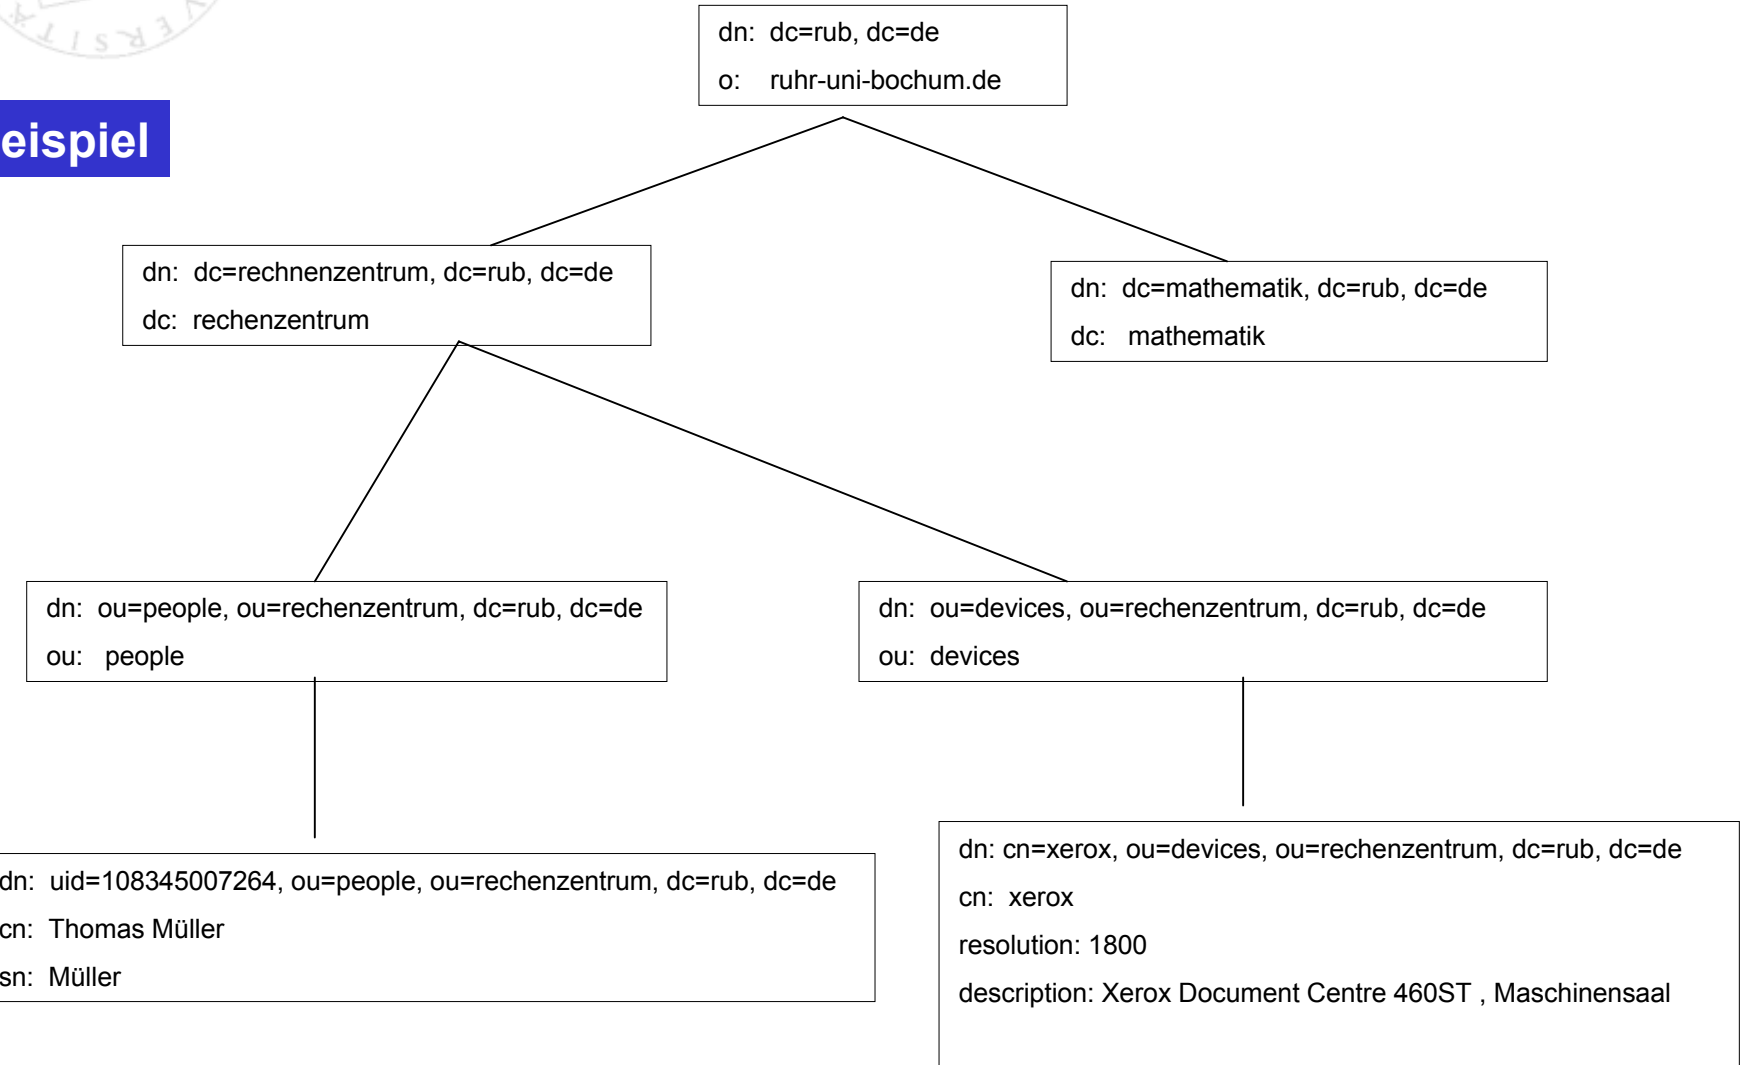 dn: dc=rub, dc=de
o: ruhr-uni-bochum.de
eispiel
dn: dc=rechnenzentrum, dc=rub, dc=de
dc: rechenzentrum
dn: dc=mathematik, dc=rub, dc=de
dc: mathematik
dn: ou=people, ou=rechenzentrum, dc=rub, dc=de
ou: people
dn: ou=devices, ou=rechenzentrum, dc=rub, dc=de
ou: devices
dn: uid=108345007264, ou=people, ou=rechenzentrum, dc=rub, dc=de
cn: Thomas Müller
sn: Müller
dn: cn=xerox, ou=devices, ou=rechenzentrum, dc=rub, dc=de
cn: xerox
resolution: 1800
description: Xerox Document Centre 460ST , Maschinensaal